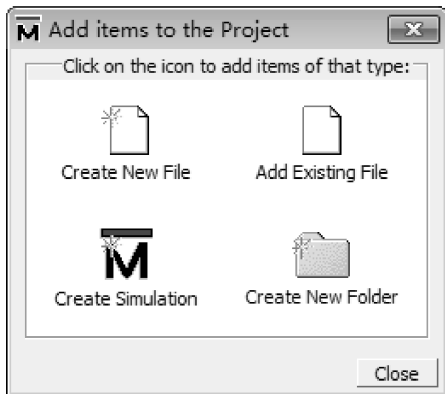 Add items to the Project
Click on the icon to add items of that type:
Create New File Add Existing File
Create Simulation Create New Folder
Close